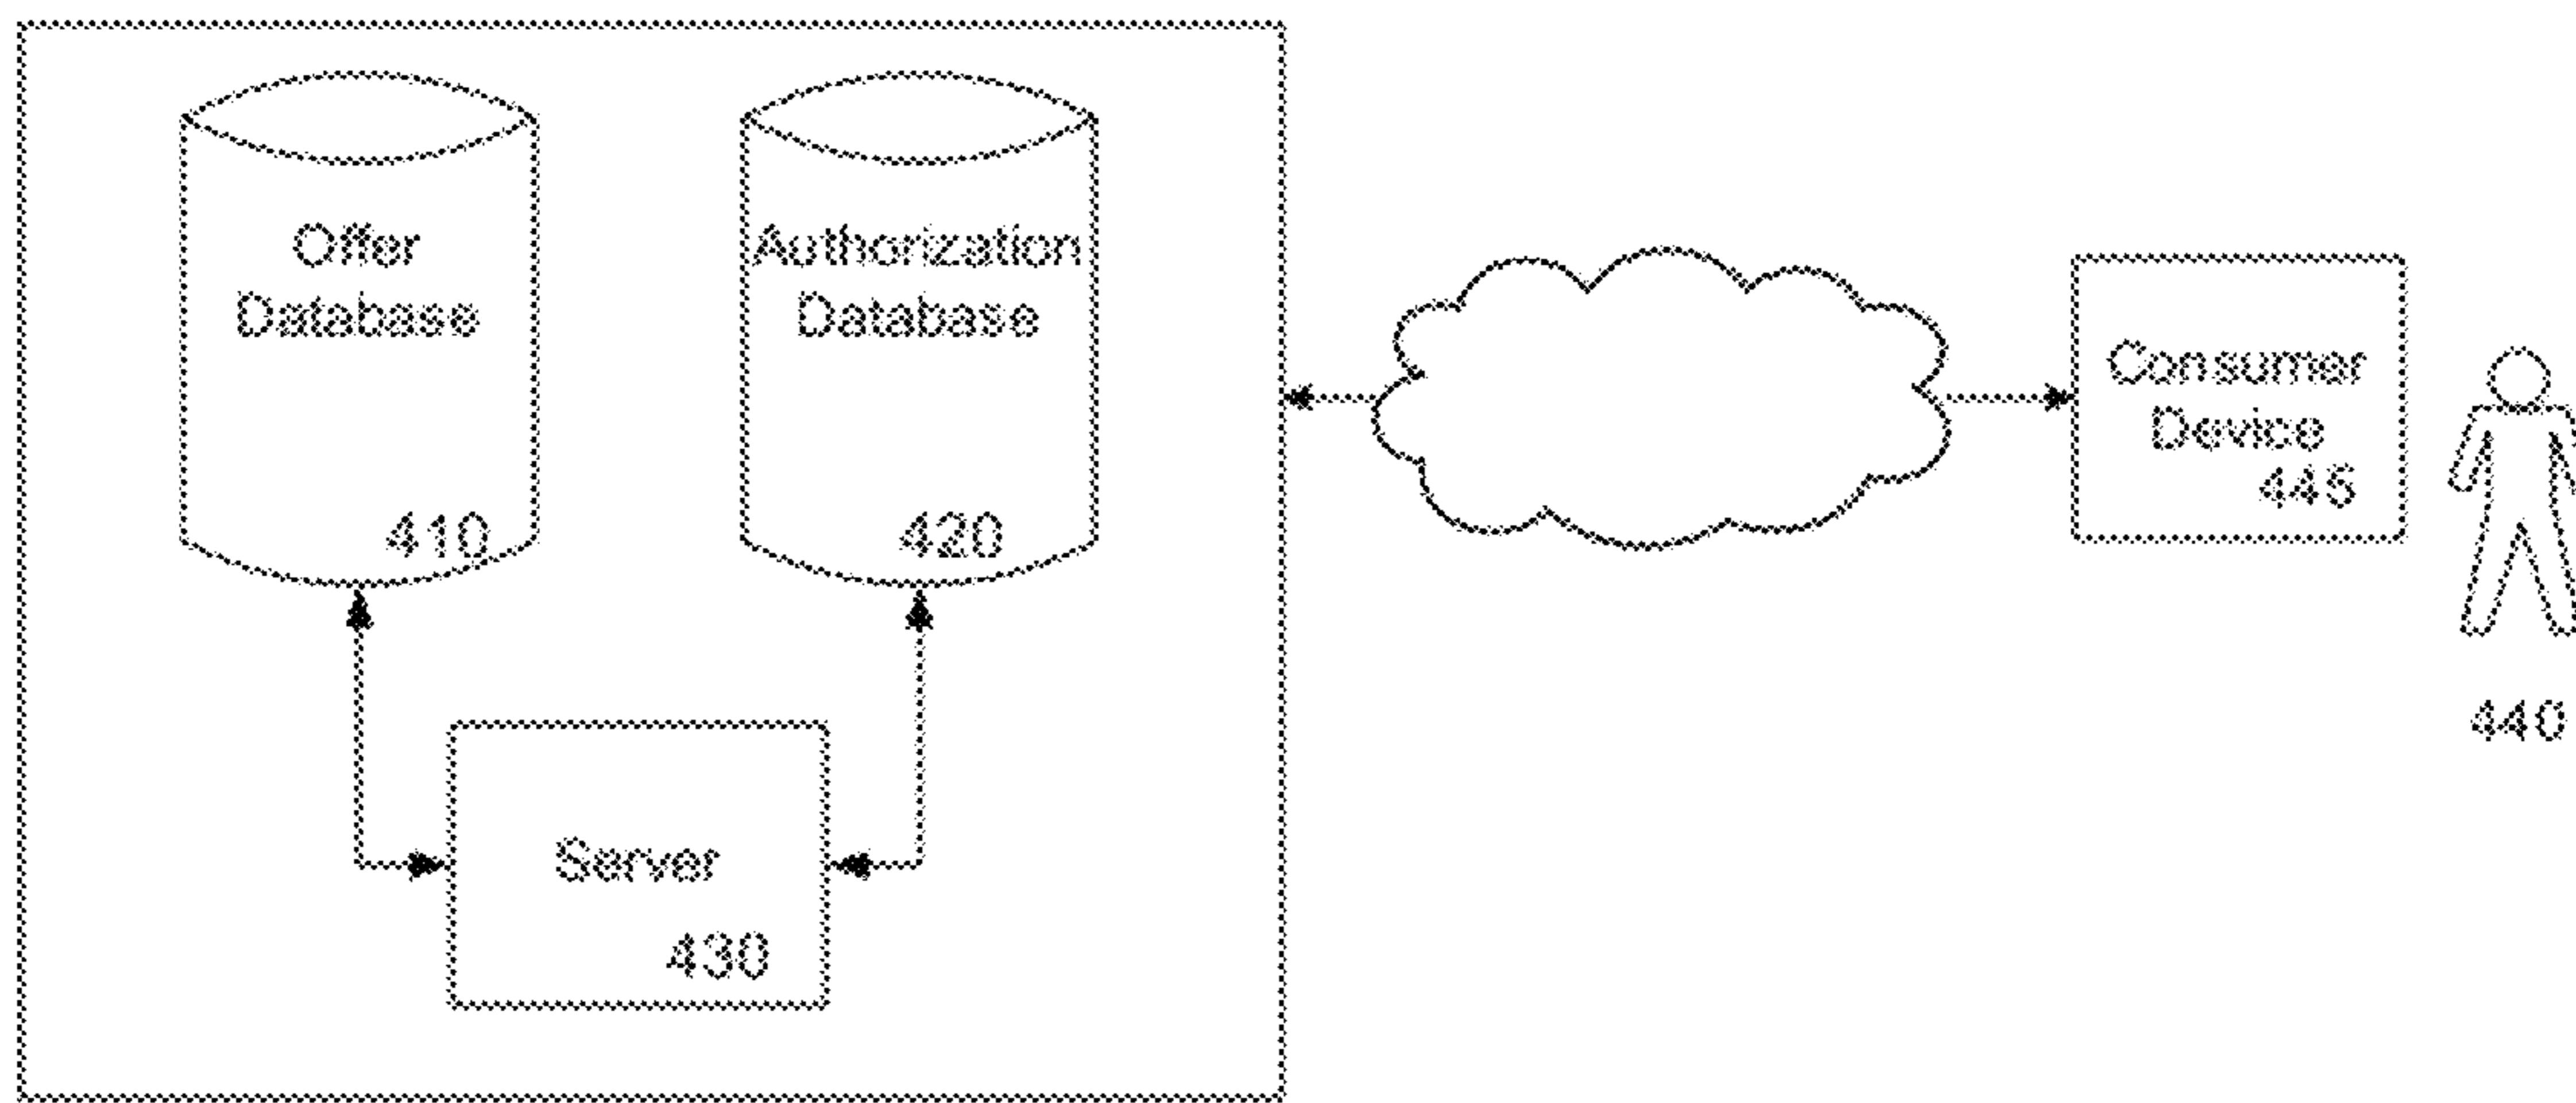 Offer
Database
410
Authorization
Database
420
Server
430
Consumer
Device
445
440